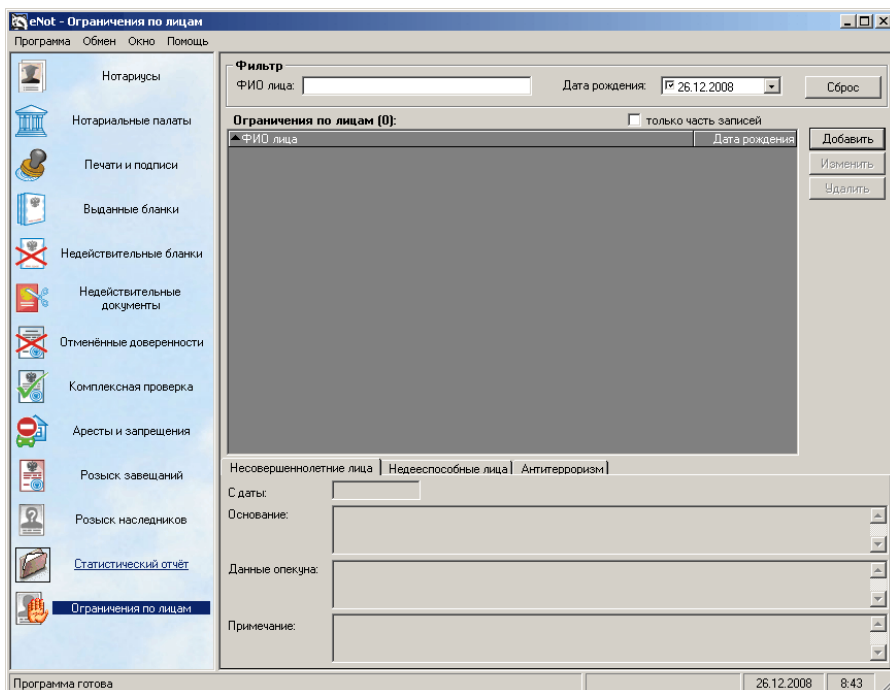 eNot - Ограничения по лицам
Программа Обмен Окно Помощь
Нотариусы
Нотариальные палаты
Печати и подписи
Выданные бланки
Недействительные бланки
Недействительные
документы
Отменённые доверенности
Комплексная проверка
Аресты и запрещения
Розыск завещаний
Розыск наследников
Статистический отчёт
Ограничения по лицам
Фильтр
ФИО лица: Дата рождения: 26.12.2008 Сброс
Ограничения по лицам (0): только часть записей
ФИО лица Дата рождения
Добавить
Изменить
Удалить
Несовершеннолетние лица Недееспособные лица Антитерроризм
С даты:
Основание:
Данные опекуна:
Примечание:
Программа готова 26.12.2008 8:43